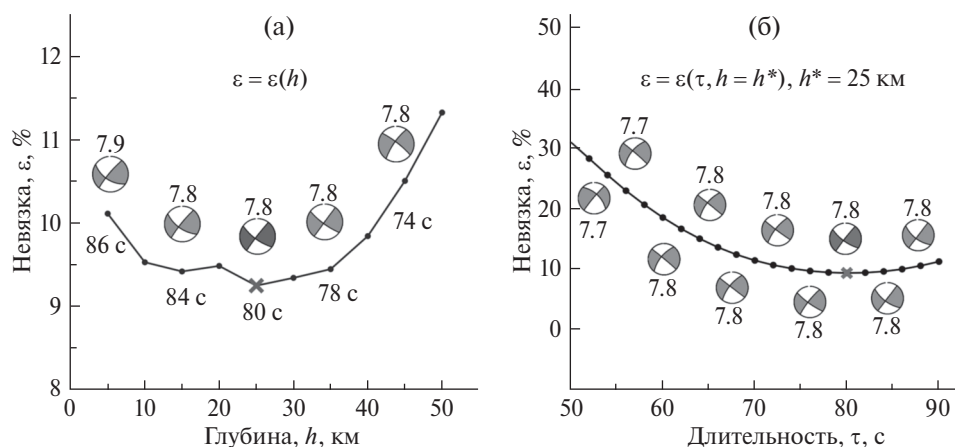 (а)
ε = ε(h)
Невязка, ε, %
12
11
10
9
8
7.9
7.8
7.8
7.8
7.8
86 с
84 с
80 с
78 с
74 с
0
10
20
30
40
50
Глубина, h, км
(б)
ε = ε(τ, h = h*), h* = 25 км
Невязка, ε, %
50
40
30
20
10
0
7.7
7.7
7.8
7.8
7.8
7.8
7.8
7.8
7.8
7.8
50
60
70
80
90
Длительность, τ, с